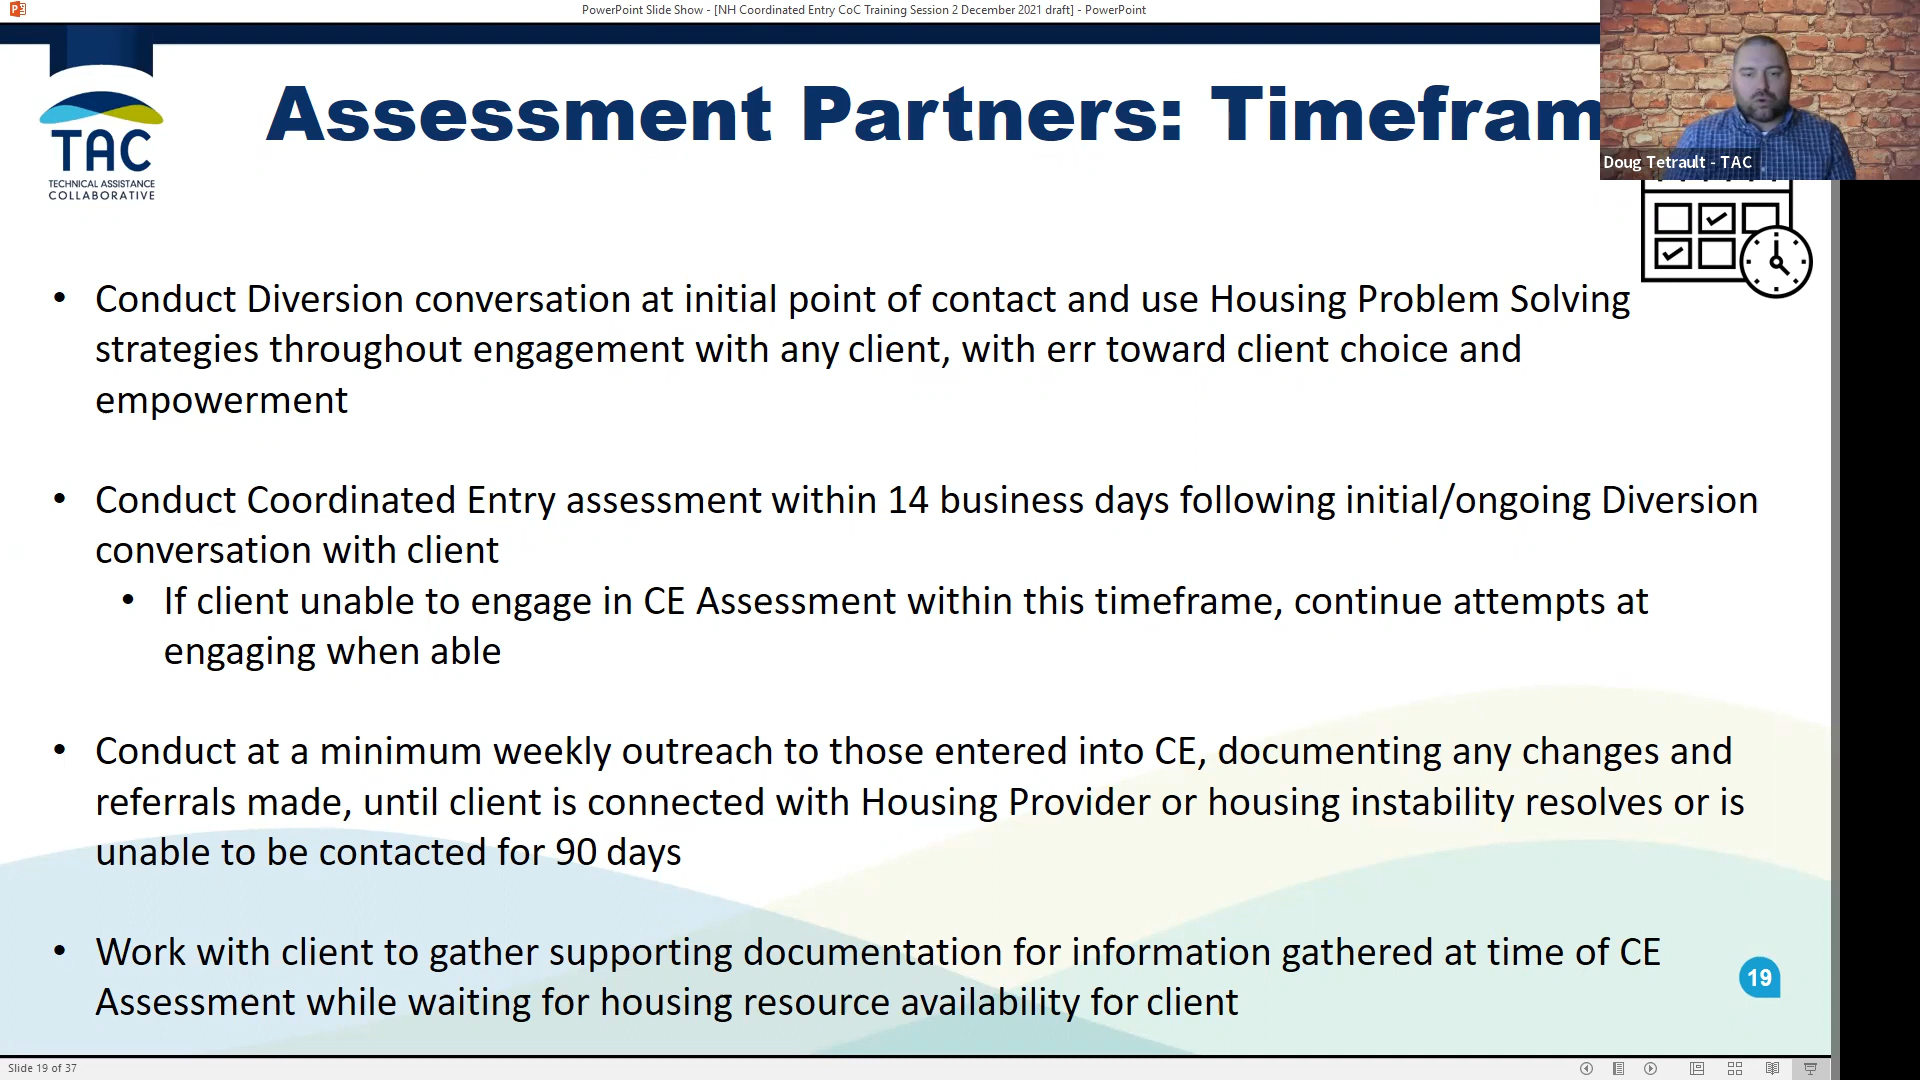 PowerPoint Slide Show - [NH Coordinated Entry CoC Training Session 2 December 2021 draft] - PowerPoint
TAC
TECHNICAL ASSISTANCE
COLLABORATIVE
Assessment Partners: Timefram
Doug Tetrault - TAC
• Conduct Diversion conversation at initial point of contact and use Housing Problem Solving
strategies throughout engagement with any client, with err toward client choice and
empowerment
• Conduct Coordinated Entry assessment within 14 business days following initial/ongoing Diversion
conversation with client
• If client unable to engage in CE Assessment within this timeframe, continue attempts at
engaging when able
• Conduct at a minimum weekly outreach to those entered into CE, documenting any changes and
referrals made, until client is connected with Housing Provider or housing instability resolves or is
unable to be contacted for 90 days
• Work with client to gather supporting documentation for information gathered at time of CE
Assessment while waiting for housing resource availability for client
19
Slide 19 of 37